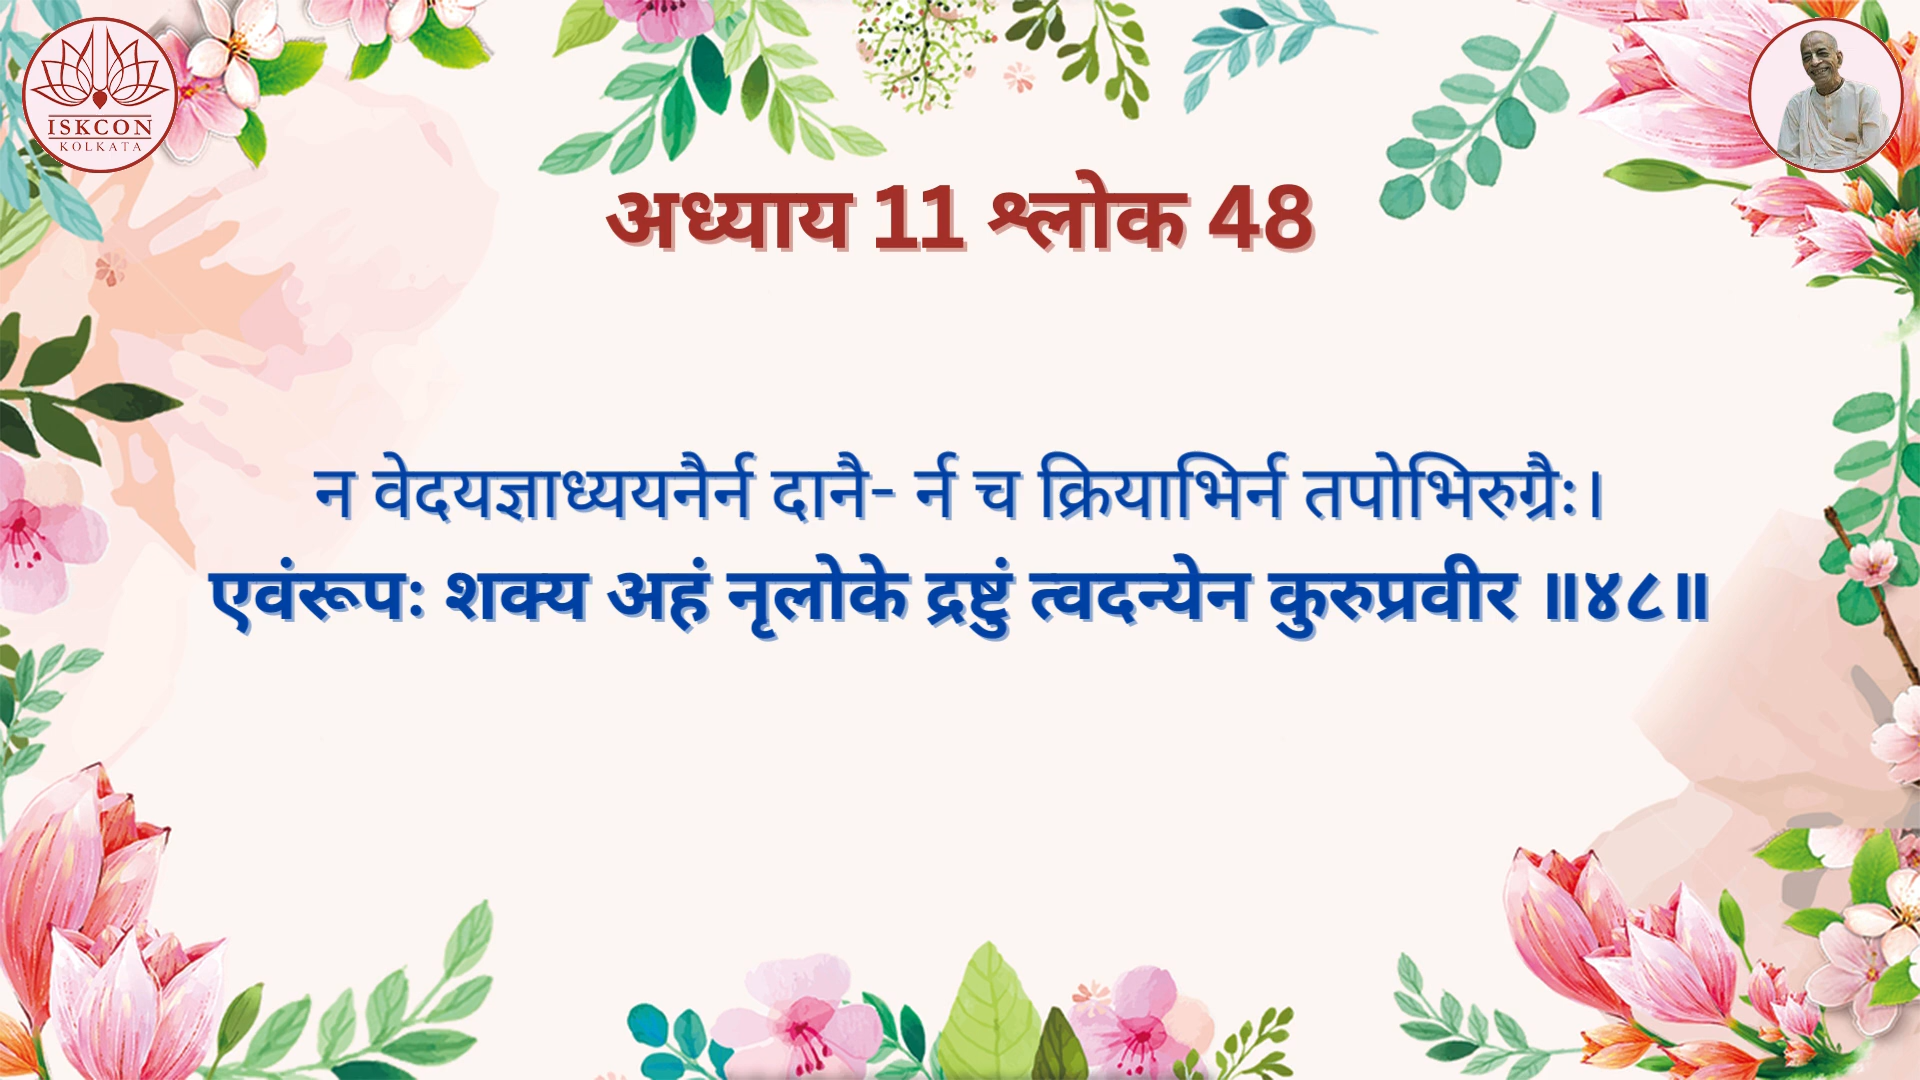 ISKCON
KOLKATA
अध्याय 11 श्लोक 48
न वेदयज्ञाध्ययनैर्न दानै- र्न च क्रियाभिर्न तपोभिरुग्रैः।
एवंरूपः शक्य अहं नृलोके द्रष्टुं त्वदन्येन कुरुप्रवीर ॥४८॥